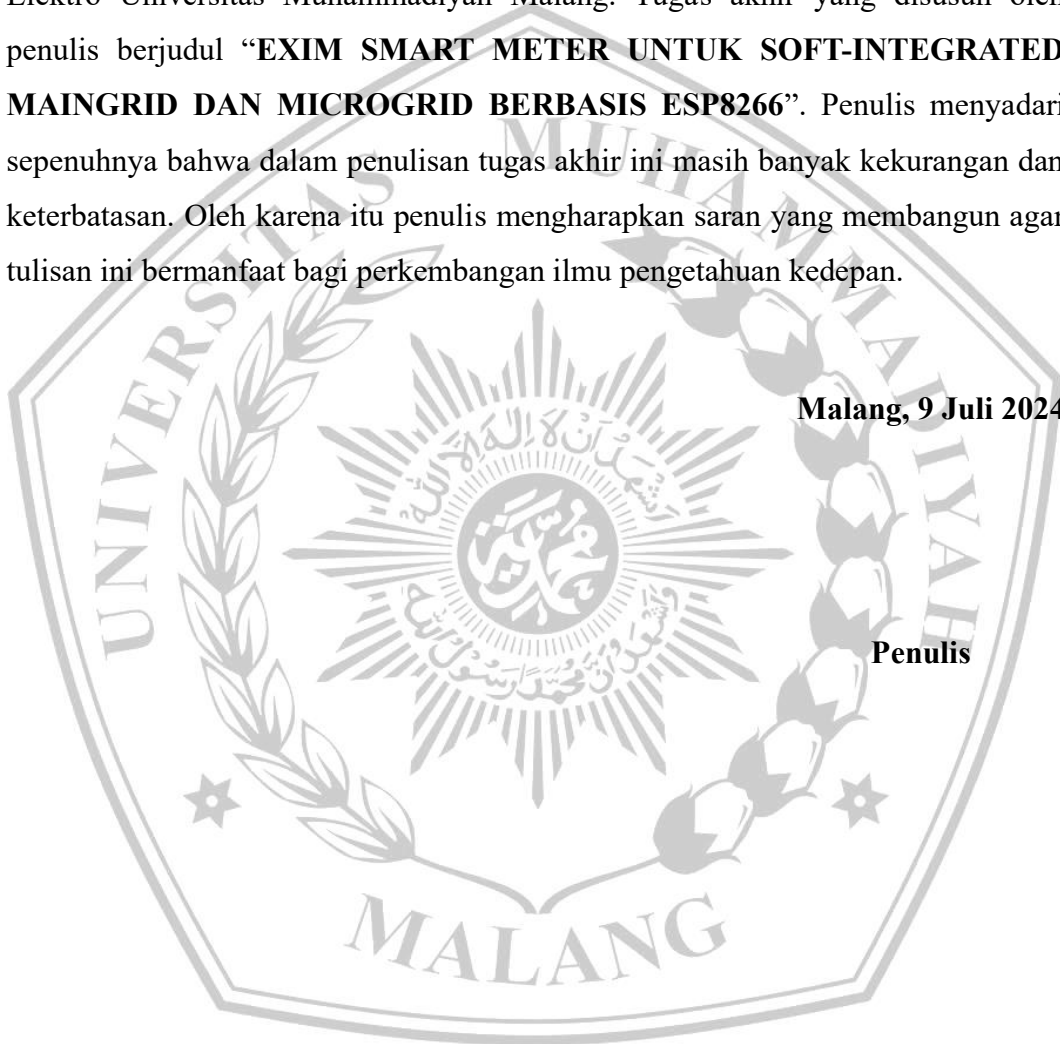 Elektro Universitas Muhammadiyah Malang. Tugas akhir yang disusun oleh
penulis berjudul “EXIM SMART METER UNTUK SOFT-INTEGRATED
MAINGRID DAN MICROGRID BERBASIS ESP8266”. Penulis menyadari
sepenuhnya bahwa dalam penulisan tugas akhir ini masih banyak kekurangan dan
keterbatasan. Oleh karena itu penulis mengharapkan saran yang membangun agar
tulisan ini bermanfaat bagi perkembangan ilmu pengetahuan kedepan.
Malang, 9 Juli 2024
Penulis
UNIVERSITAS MUHAMMADIYAH
MALANG